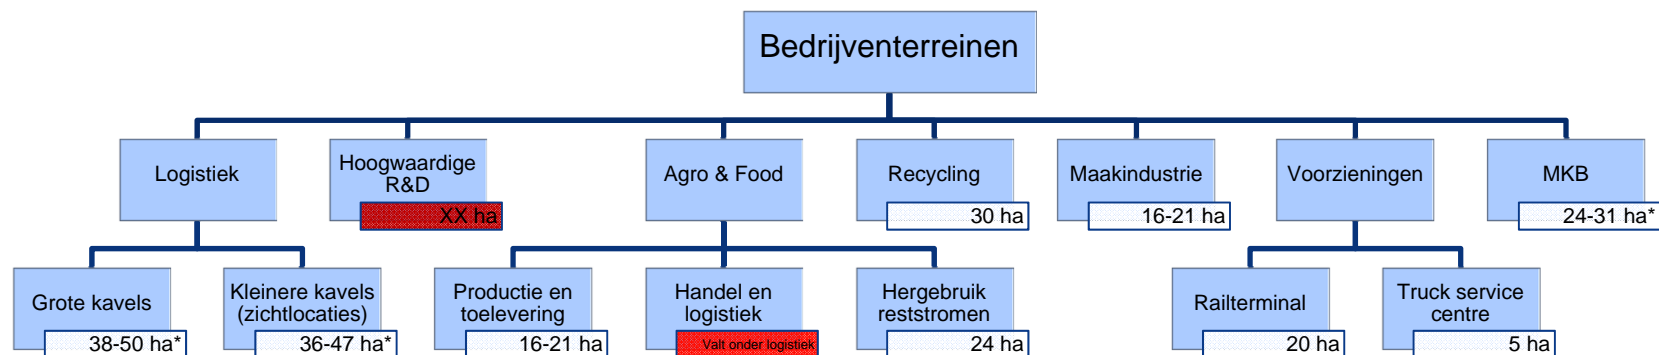 Bedrijventerreinen
Logistiek
Hoogwaardige
R&D
XX ha
Agro & Food
Recycling
30 ha
Maakindustrie
16-21 ha
Voorzieningen
MKB
24-31 ha*
Grote kavels
38-50 ha*
Kleinere kavels
(zichtlocaties)
36-47 ha*
Productie en
toelevering
16-21 ha
Handel en
logistiek
Valt onder logistiek
Hergebruik
reststromen
24 ha
Railterminal
20 ha
Truck service
centre
5 ha